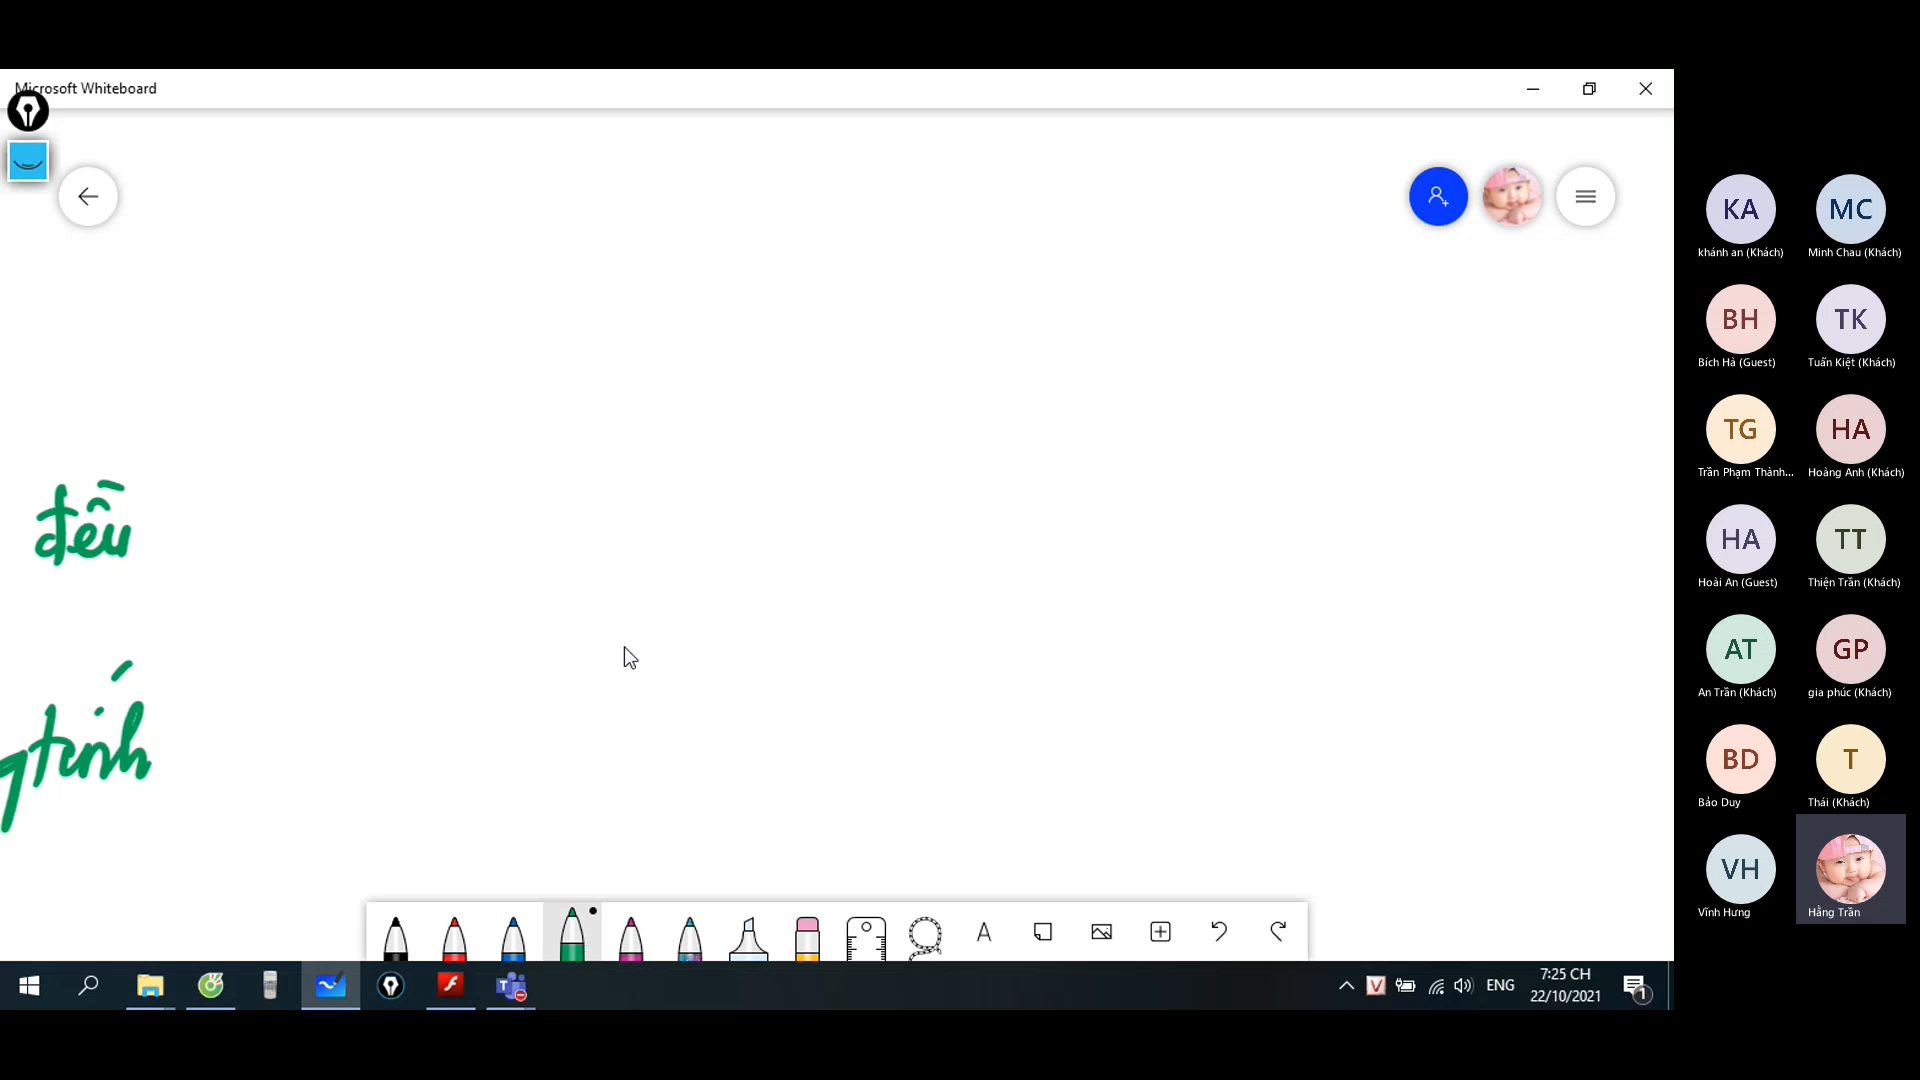 Microsoft Whiteboard
đều
tính
KA
MC
khánh an (Khách)
Minh Chau (Khách)
BH
TK
Bích Hà (Guest)
Tuấn Kiệt (Khách)
TG
HA
Trần Phạm Thành...
Hoàng Anh (Khách)
HA
TT
Hoài An (Guest)
Thiện Trần (Khách)
AT
GP
An Trần (Khách)
gia phúc (Khách)
BD
T
Bảo Duy
Thái (Khách)
VH
Vĩnh Hưng
Hằng Trần
A
V
ENG
7:25 CH
22/10/2021
1